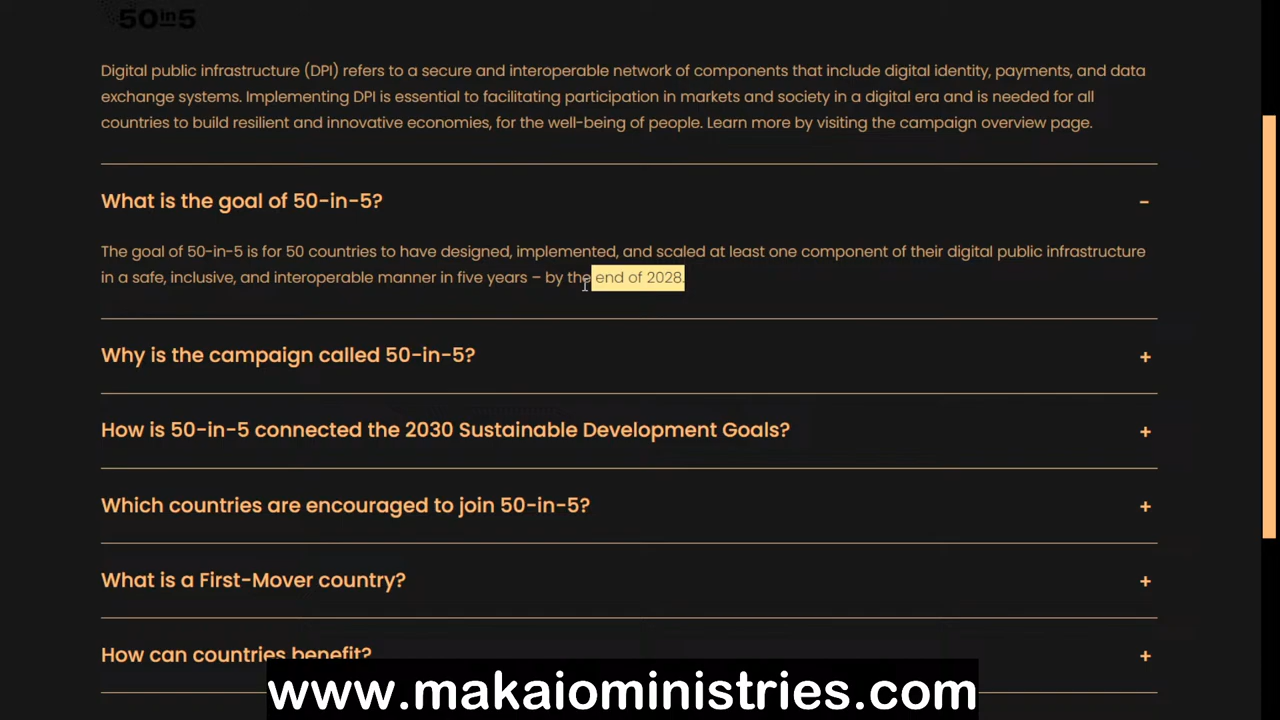 50in5
Digital public infrastructure (DPI) refers to a secure and interoperable network of components that include digital identity, payments, and data
exchange systems. Implementing DPI is essential to facilitating participation in markets and society in a digital era and is needed for all
countries to build resilient and innovative economies, for the well-being of people. Learn more by visiting the campaign overview page.
What is the goal of 50-in-5?
−
The goal of 50-in-5 is for 50 countries to have designed, implemented, and scaled at least one component of their digital public infrastructure
in a safe, inclusive, and interoperable manner in five years – by the end of 2028.
Why is the campaign called 50-in-5?
+
How is 50-in-5 connected the 2030 Sustainable Development Goals?
+
Which countries are encouraged to join 50-in-5?
+
What is a First-Mover country?
+
How can countries benefit?
+
www.makaioministries.com